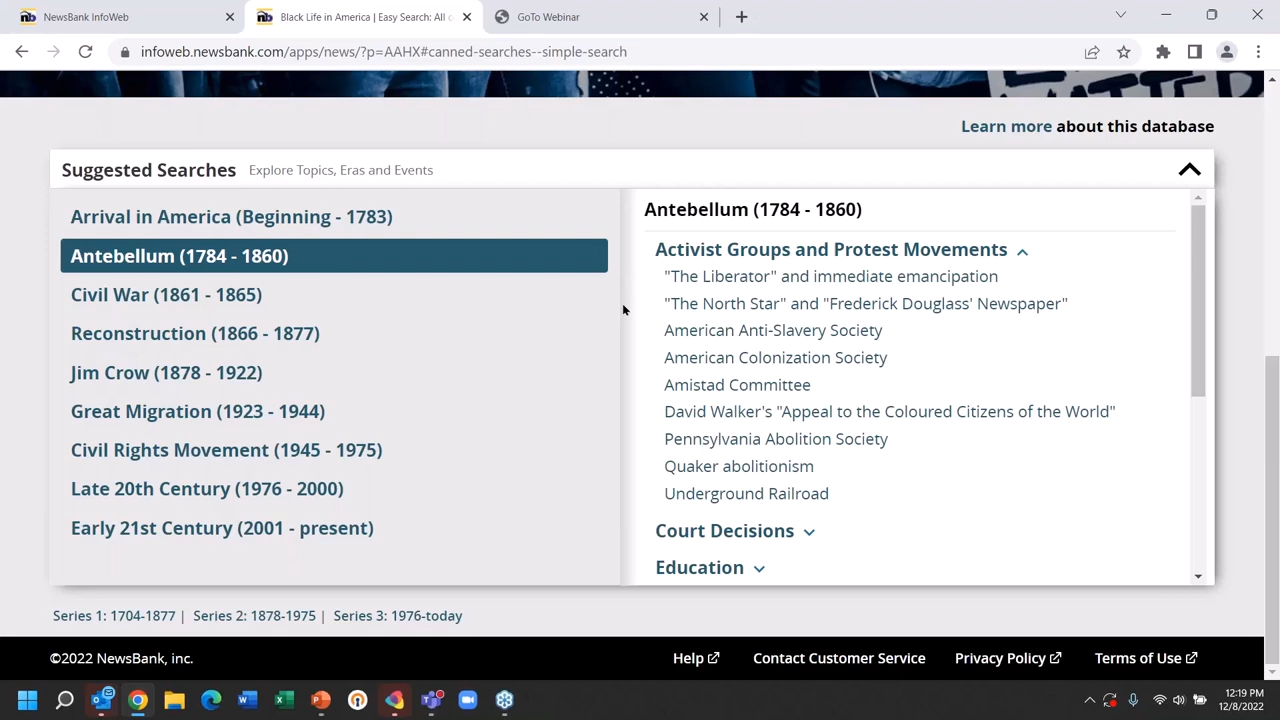 NewsBank InfoWeb
Black Life in America | Easy Search: All c
GoTo Webinar
infoweb.newsbank.com/apps/news/?p=AAHX#canned-searches--simple-search
Learn more about this database
Suggested Searches Explore Topics, Eras and Events
Arrival in America (Beginning - 1783)
Antebellum (1784 - 1860)
Civil War (1861 - 1865)
Reconstruction (1866 - 1877)
Jim Crow (1878 - 1922)
Great Migration (1923 - 1944)
Civil Rights Movement (1945 - 1975)
Late 20th Century (1976 - 2000)
Early 21st Century (2001 - present)
Antebellum (1784 - 1860)
Activist Groups and Protest Movements
"The Liberator" and immediate emancipation
"The North Star" and "Frederick Douglass' Newspaper"
American Anti-Slavery Society
American Colonization Society
Amistad Committee
David Walker's "Appeal to the Coloured Citizens of the World"
Pennsylvania Abolition Society
Quaker abolitionism
Underground Railroad
Court Decisions
Education
Series 1: 1704-1877 | Series 2: 1878-1975 | Series 3: 1976-today
©2022 NewsBank, inc.
Help Contact Customer Service Privacy Policy Terms of Use
12:19 PM
12/8/2022